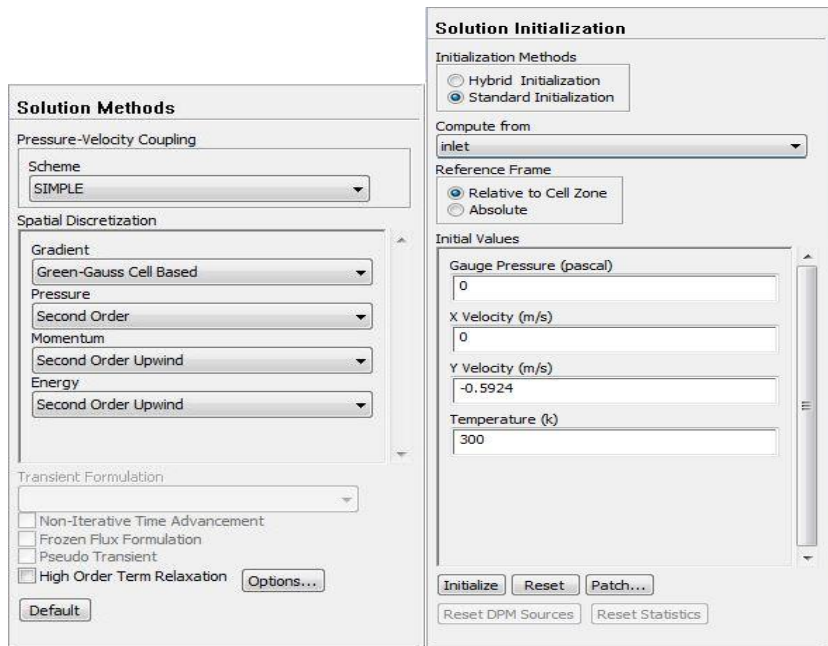 Solution Methods
Pressure-Velocity Coupling
Scheme
SIMPLE
Spatial Discretization
Gradient
Green-Gauss Cell Based
Pressure
Second Order
Momentum
Second Order Upwind
Energy
Second Order Upwind
Transient Formulation
Non-Iterative Time Advancement
Frozen Flux Formulation
Pseudo Transient
High Order Term Relaxation
Options...
Default
Solution Initialization
Initialization Methods
Hybrid Initialization
Standard Initialization
Compute from
inlet
Reference Frame
Relative to Cell Zone
Absolute
Initial Values
Gauge Pressure (pascal)
0
X Velocity (m/s)
0
Y Velocity (m/s)
-0.5924
Temperature (k)
300
Initialize Reset Patch...
Reset DPM Sources Reset Statistics